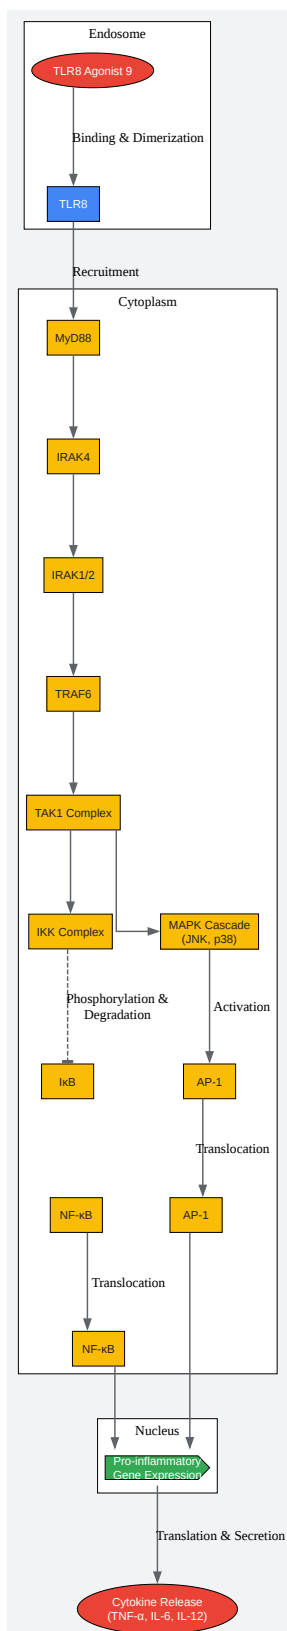 Endosome
TLR8 Agonist 9
Binding & Dimerization
TLR8
Recruitment
Cytoplasm
MyD88
IRAK4
IRAK1/2
TRAF6
TAK1 Complex
IKK Complex
MAPK Cascade
(JNK, p38)
Phosphorylation &
Degradation
Activation
IκB
AP-1
Translocation
NF-κB
AP-1
Translocation
NF-κB
Nucleus
Pro-inflammatory
Gene Expression
Translation & Secretion
Cytokine Release
(TNF-α, IL-6, IL-12)